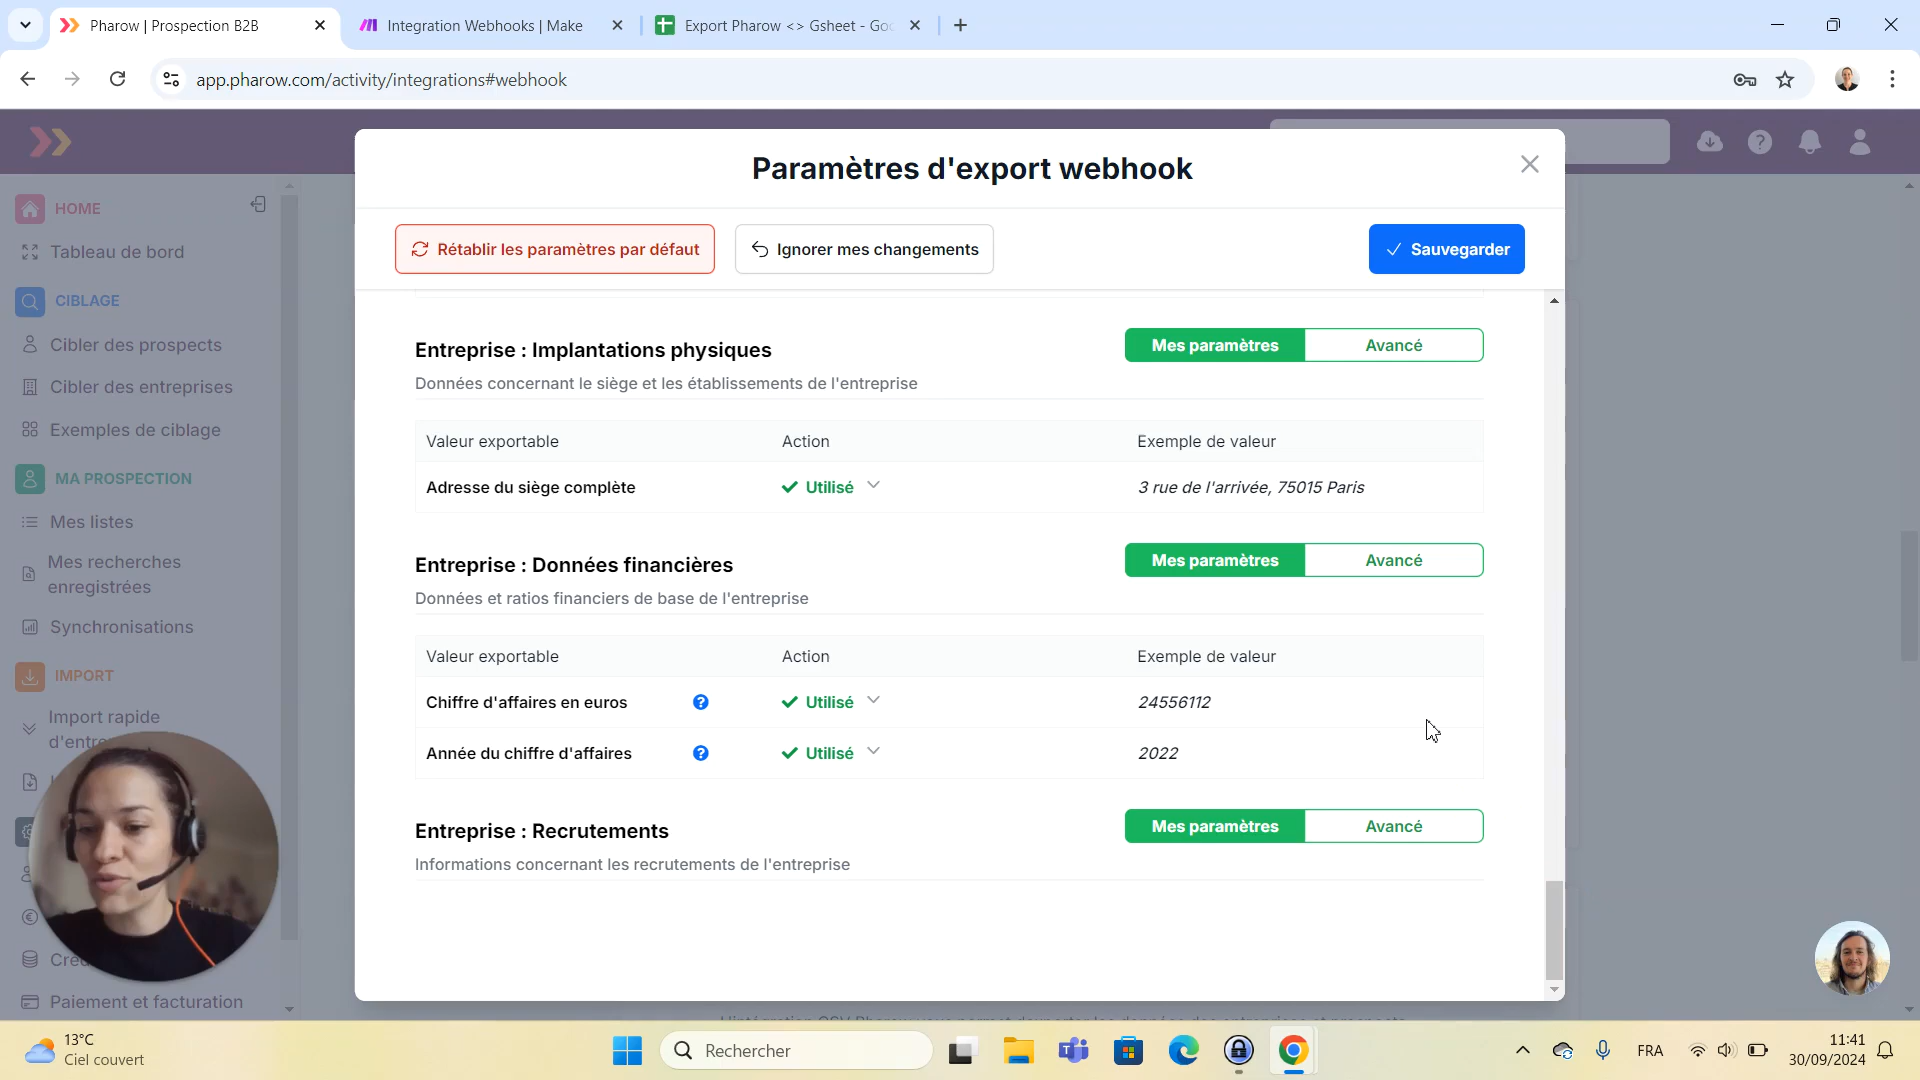 Pharow | Prospection B2B
Integration Webhooks | Make
Export Pharow <> Gsheet - Goo
app.pharow.com/activity/integrations#webhook
HOME
Tableau de bord
CIBLAGE
Cibler des prospects
Cibler des entreprises
Exemples de ciblage
MA PROSPECTION
Mes listes
Mes recherches
enregistrées
Synchronisations
IMPORT
Import rapide
d'entre
Paiement et facturation
Paramètres d'export webhook
Rétablir les paramètres par défaut
Ignorer mes changements
Sauvegarder
Entreprise : Implantations physiques
Mes paramètres
Avancé
Données concernant le siège et les établissements de l'entreprise
Valeur exportable
Action
Exemple de valeur
Adresse du siège complète
Utilisé
3 rue de l'arrivée, 75015 Paris
Entreprise : Données financières
Mes paramètres
Avancé
Données et ratios financiers de base de l'entreprise
Valeur exportable
Action
Exemple de valeur
Chiffre d'affaires en euros
?
Utilisé
24556112
Année du chiffre d'affaires
?
Utilisé
2022
Entreprise : Recrutements
Mes paramètres
Avancé
Informations concernant les recrutements de l'entreprise
13°C
Ciel couvert
Rechercher
FRA
11:41
30/09/2024